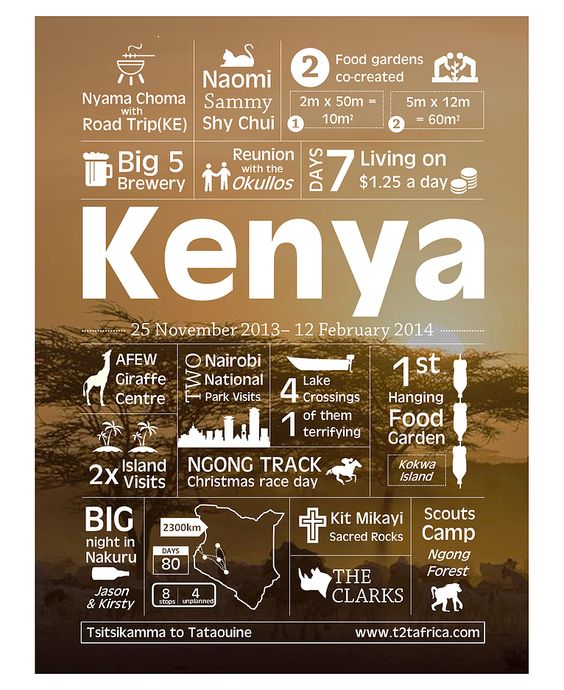 Nyama Choma
with
Road Trip(KE)
Naomi
Sammy
Shy Chui
2
Food gardens
co-created
2m x 50m =
10m²
1
5m x 12m
= 60m²
2
Big 5
Brewery
Reunion
with the
Okullos
DAYS
7
Living on
$1.25 a day
Kenya
25 November 2013– 12 February 2014
AFEW
Giraffe
Centre
TWO
Nairobi
National
Park Visits
4
Lake
Crossings
1
of them
terrifying
1st
Hanging
Food
Garden
Kokwa
Island
2x
Island
Visits
NGONG TRACK
Christmas race day
BIG
night in
Nakuru
Jason
& Kirsty
2300km
DAYS
80
8
stops
4
unplanned
Kit Mikayi
Sacred Rocks
THE
CLARKS
Scouts
Camp
Ngong
Forest
Tsitsikamma to Tataouine
www.t2tafrica.com